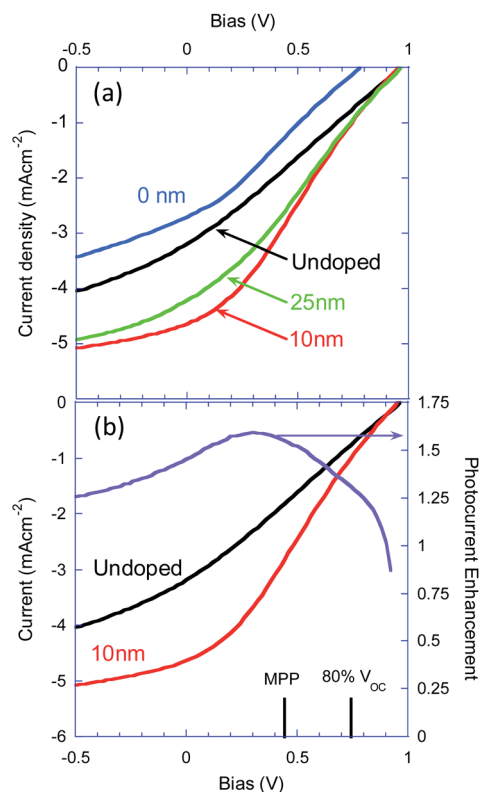 Bias (V)
-0.5 0 0.5 1
(a)
0
-1
-2
-3
-4
-5
Current density (mAcm⁻²)
0 nm
Undoped
25nm
10nm
(b)
0
-1
-2
-3
-4
-5
-6
Current (mAcm⁻²)
1.75
1.5
1.25
1
0.75
0.5
0.25
0
Photocurrent Enhancement
Undoped
10nm
MPP 80% V_OC
-0.5 0 0.5 1
Bias (V)